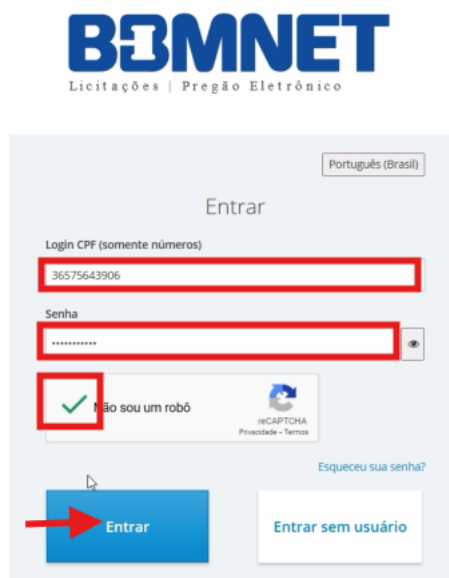 BBMNET
Licitações | Pregão Eletrônico
Português (Brasil)
Entrar
Login CPF (somente números)
36575643906
Senha
•••••••••••
Não sou um robô
reCAPTCHA
Privacidade - Termos
Esqueceu sua senha?
Entrar
Entrar sem usuário